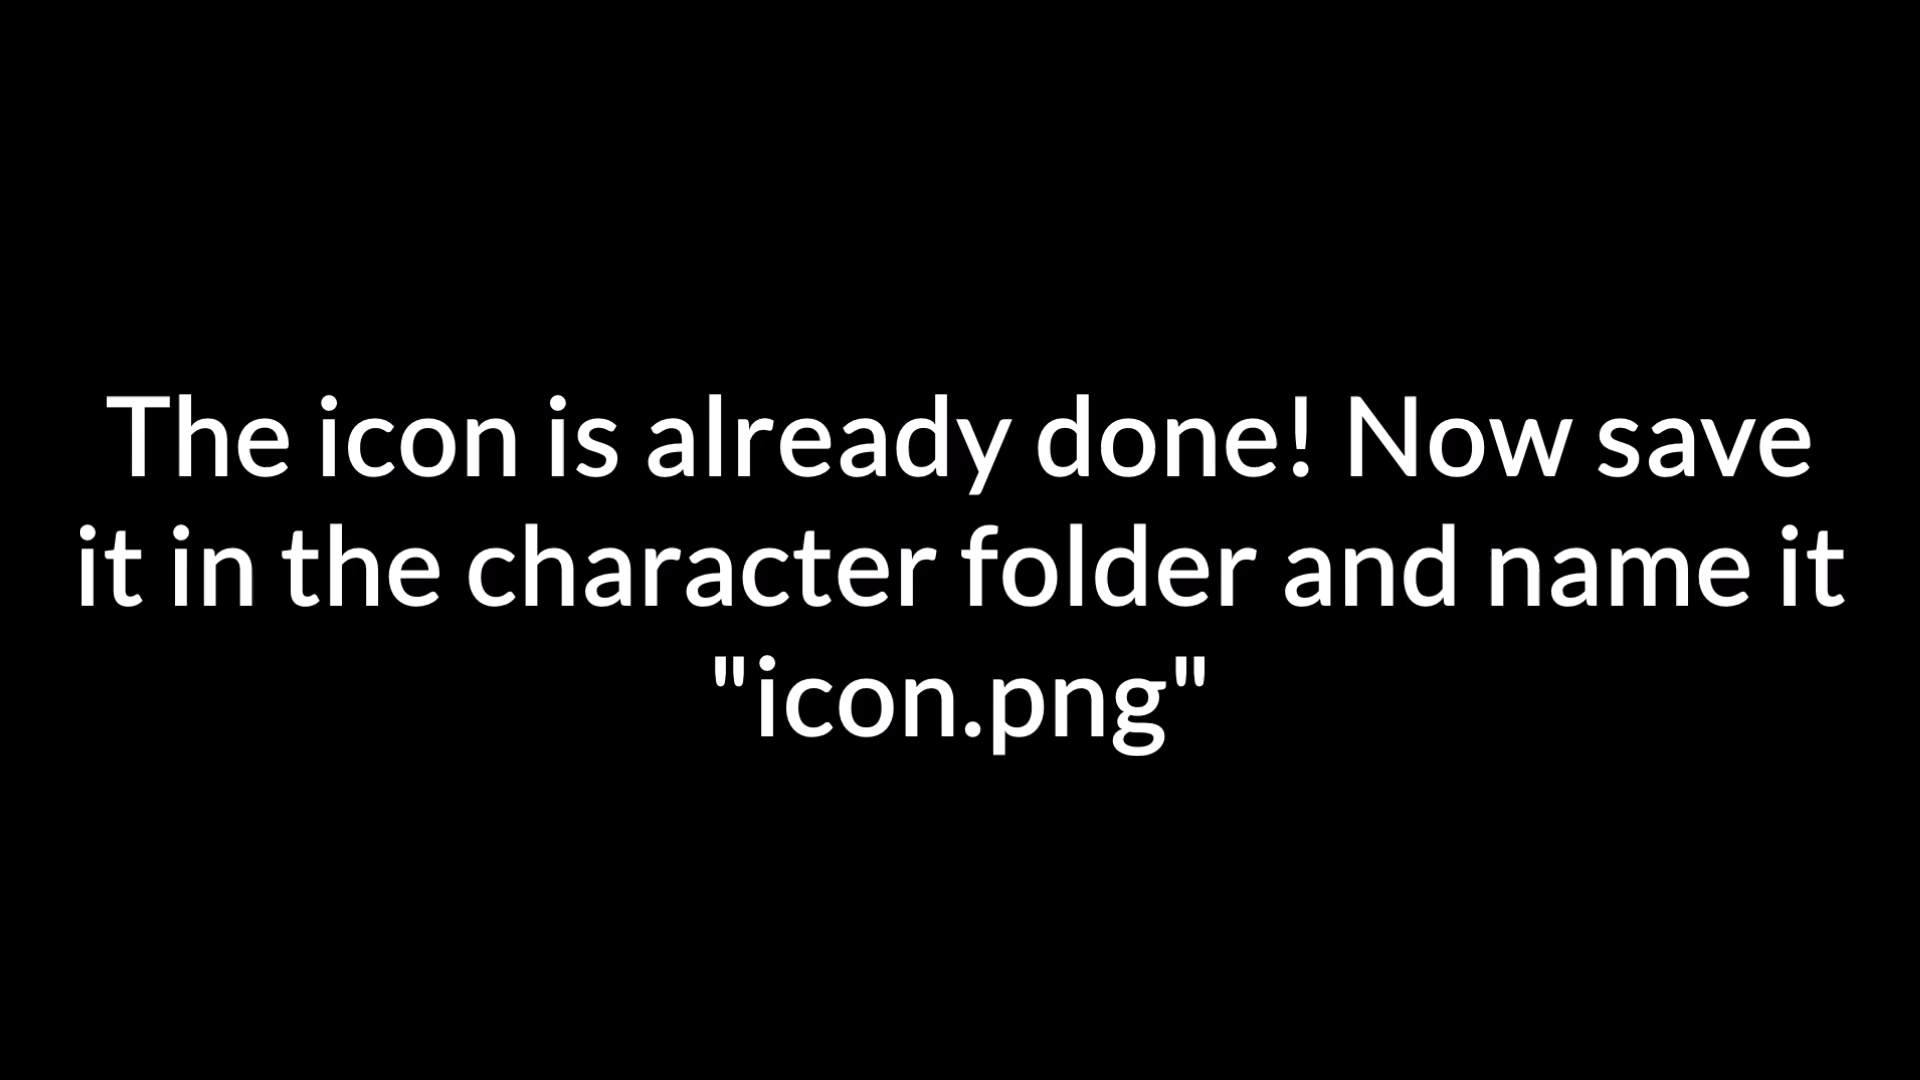 The icon is already done! Now save
it in the character folder and name it
"icon.png"